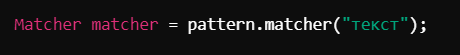 Matcher matcher = pattern.matcher("текст");